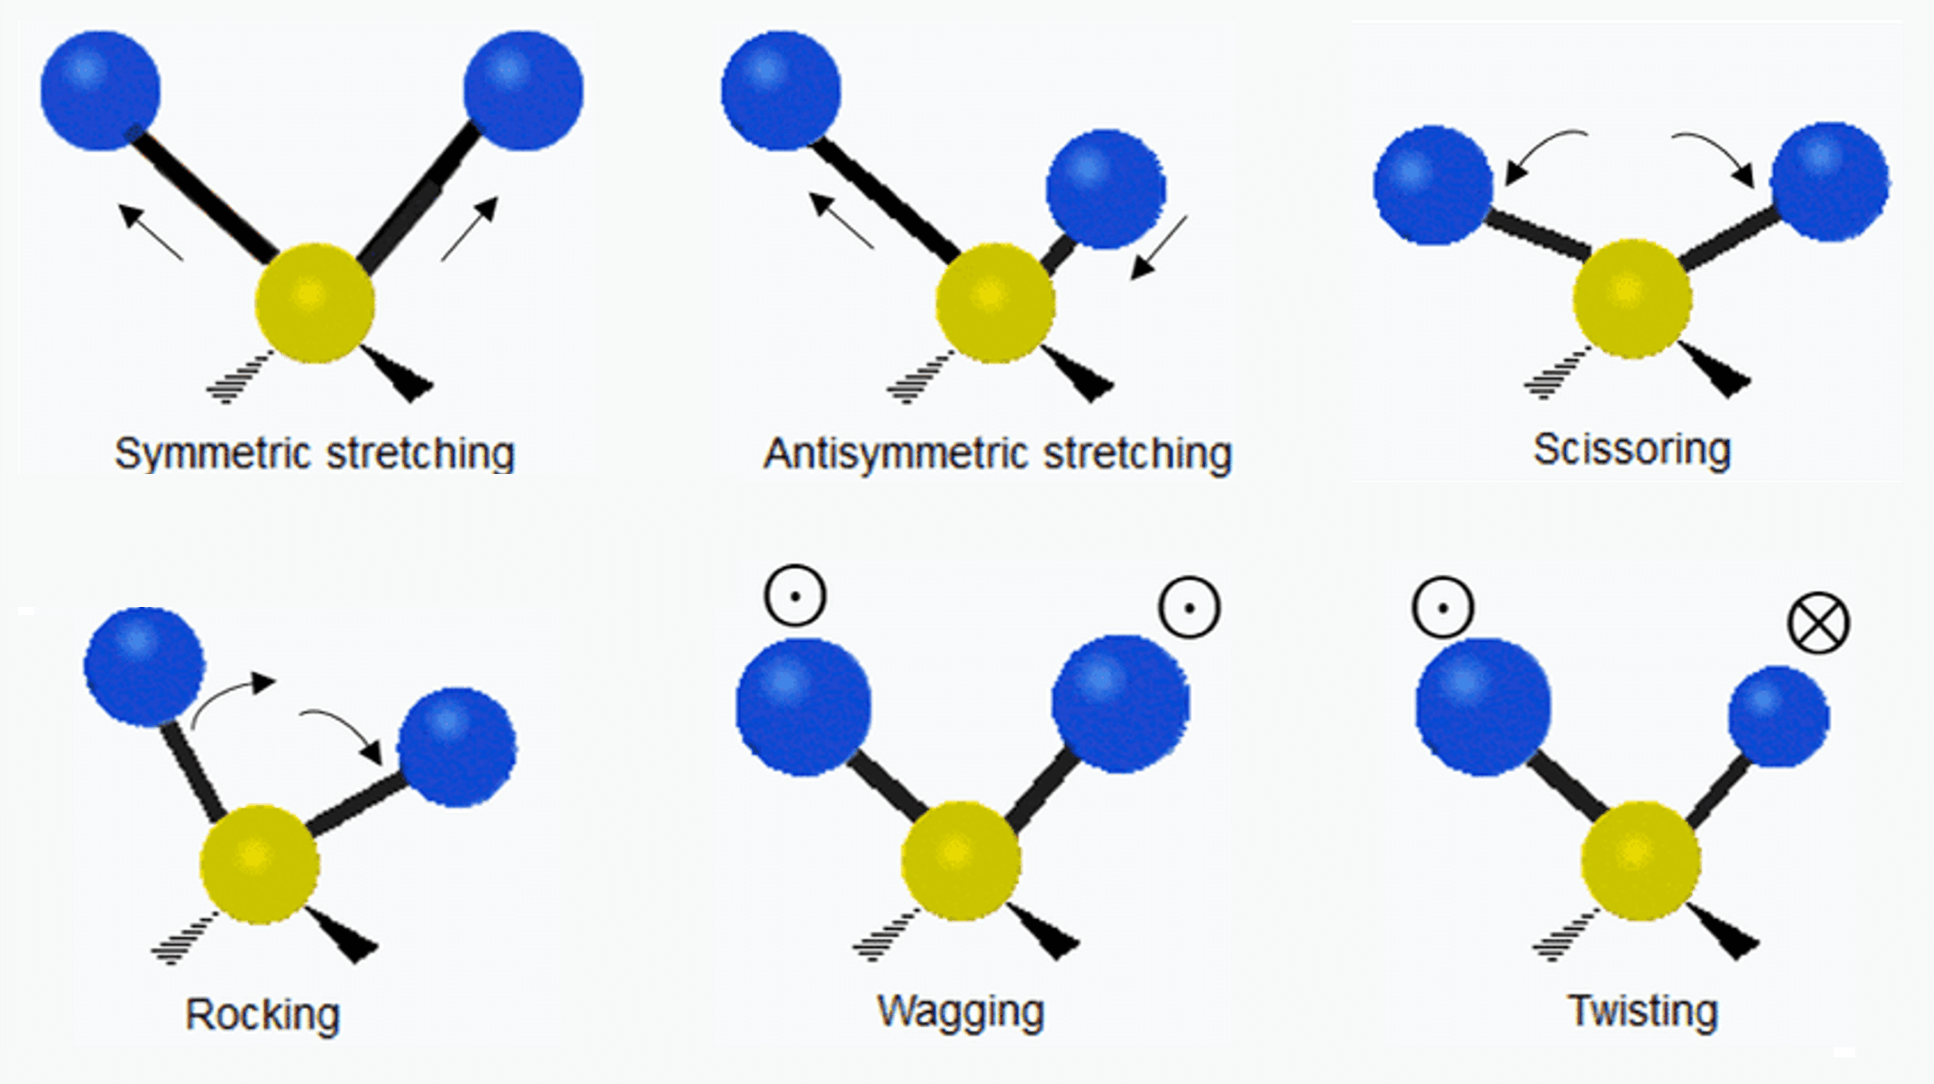 Symmetric stretching
Antisymmetric stretching
Scissoring
Rocking
Wagging
Twisting